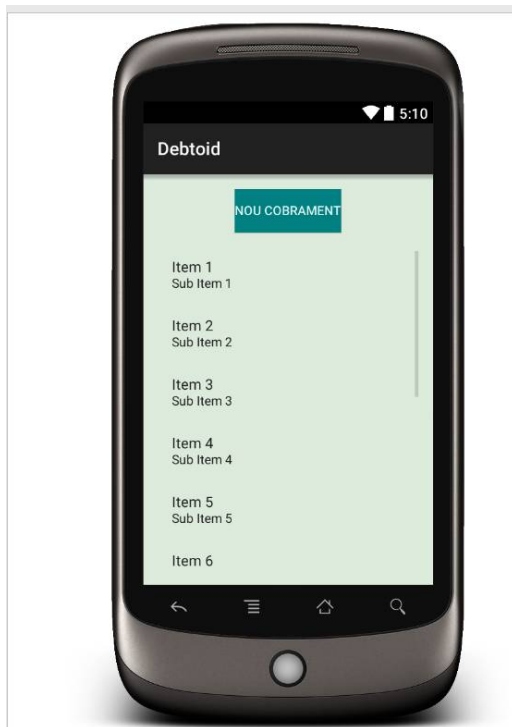 5:10
Debtoid
NOU COBRAMENT
Item 1
Sub Item 1
Item 2
Sub Item 2
Item 3
Sub Item 3
Item 4
Sub Item 4
Item 5
Sub Item 5
Item 6